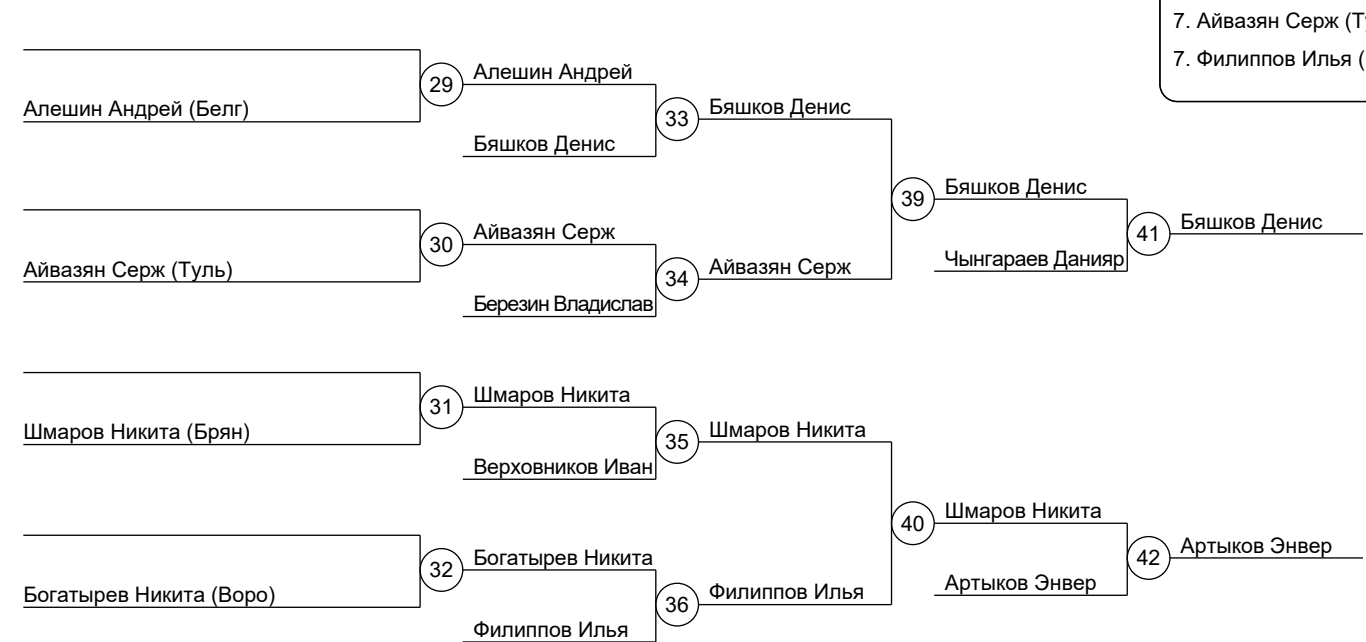 7. Айвазян Серж
7. Филиппов Илья (
29
Алешин Андрей
Алешин Андрей (Белг)
33
Бяшков Денис
Бяшков Денис
39
Бяшков Денис
30
Айвазян Серж
Айвазян Серж (Туль)
34
Айвазян Серж
Березин Владислав
41
Бяшков Денис
Чынгараев Данияр
31
Шмаров Никита
Шмаров Никита (Брян)
35
Шмаров Никита
Верховников Иван
40
Шмаров Никита
32
Богатырев Никита
Богатырев Никита (Воро)
36
Филиппов Илья
Филиппов Илья
42
Артыков Энвер
Артыков Энвер